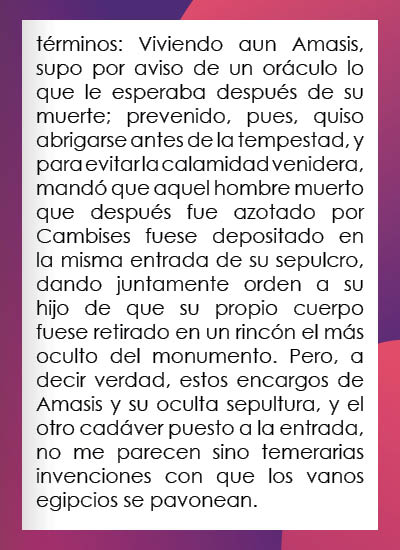 términos: Viviendo aun Amasis,
supo por aviso de un oráculo lo
que le esperaba después de su
muerte; prevenido, pues, quiso
abrigarse antes de la tempestad, y
para evitar la calamidad venidera,
mandó que aquel hombre muerto
que después fue azotado por
Cambises fuese depositado en
la misma entrada de su sepulcro,
dando juntamente orden a su
hijo de que su propio cuerpo
fuese retirado en un rincón el más
oculto del monumento. Pero, a
decir verdad, estos encargos de
Amasis y su oculta sepultura, y el
otro cadáver puesto a la entrada,
no me parecen sino temerarias
invenciones con que los vanos
egipcios se pavonean.